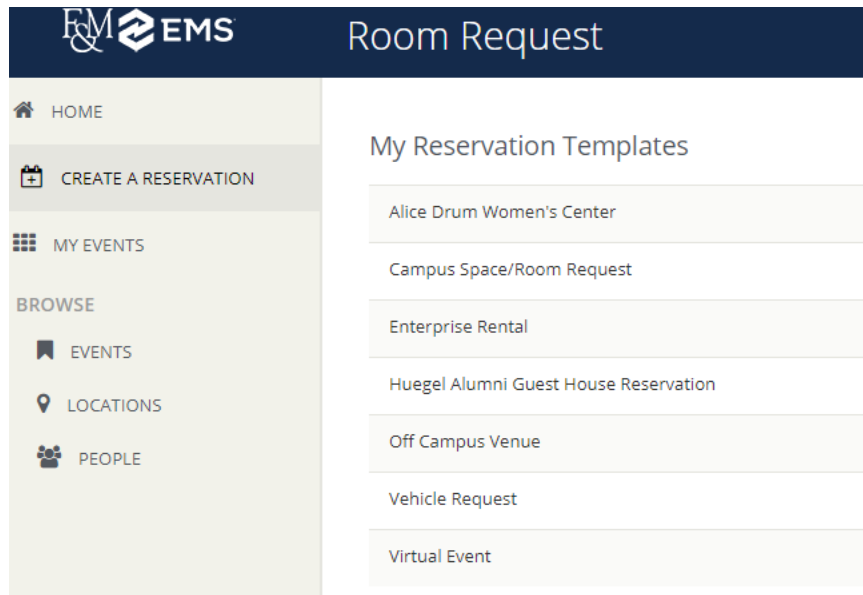 F&M EMS
Room Request
HOME
CREATE A RESERVATION
MY EVENTS
BROWSE
EVENTS
LOCATIONS
PEOPLE
My Reservation Templates
Alice Drum Women's Center
Campus Space/Room Request
Enterprise Rental
Huegel Alumni Guest House Reservation
Off Campus Venue
Vehicle Request
Virtual Event